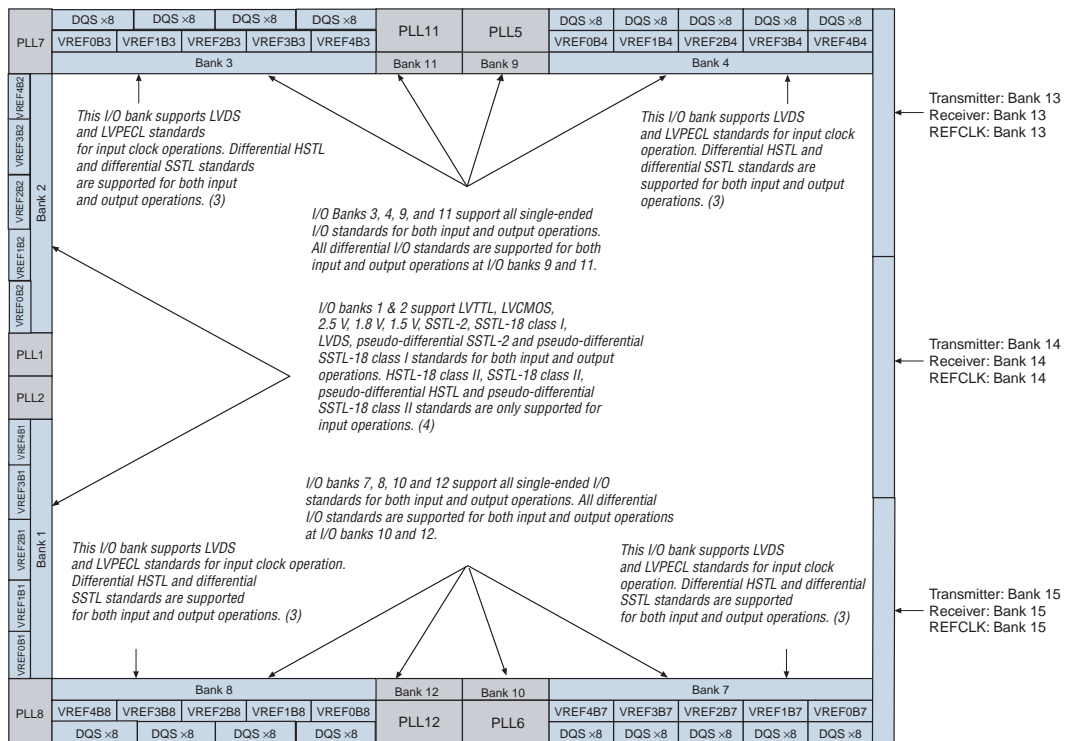 PLL7
DQS ×8 DQS ×8 DQS ×8 DQS ×8
VREF0B3 VREF1B3 VREF2B3 VREF3B3 VREF4B3
Bank 3
PLL11
Bank 11
PLL5
Bank 9
DQS ×8 DQS ×8 DQS ×8 DQS ×8 DQS ×8
VREF0B4 VREF1B4 VREF2B4 VREF3B4 VREF4B4
Bank 4
This I/O bank supports LVDS
and LVPECL standards
for input clock operations. Differential HSTL
and differential SSTL standards
are supported for both input
and output operations. (3)
This I/O bank supports LVDS
and LVPECL standards for input clock
operation. Differential HSTL and
differential SSTL standards are
supported for both input and output
operations. (3)
Transmitter: Bank 13
Receiver: Bank 13
REFCLK: Bank 13
VREF4B2
VREF3B2
VREF2B2
VREF1B2
VREF0B2
Bank 2
I/O Banks 3, 4, 9, and 11 support all single-ended
I/O standards for both input and output operations.
All differential I/O standards are supported for both
input and output operations at I/O banks 9 and 11.
I/O banks 1 & 2 support LVTTL, LVCMOS,
2.5 V, 1.8 V, 1.5 V, SSTL-2, SSTL-18 class I,
LVDS, pseudo-differential SSTL-2 and pseudo-differential
SSTL-18 class I standards for both input and output
operations. HSTL-18 class II, SSTL-18 class II,
pseudo-differential HSTL and pseudo-differential
SSTL-18 class II standards are only supported for
input operations. (4)
PLL1
PLL2
Transmitter: Bank 14
Receiver: Bank 14
REFCLK: Bank 14
VREF4B1
VREF3B1
VREF2B1
VREF1B1
VREF0B1
Bank 1
I/O banks 7, 8, 10 and 12 support all single-ended I/O
standards for both input and output operations. All differential
I/O standards are supported for both input and output operations
at I/O banks 10 and 12.
This I/O bank supports LVDS
and LVPECL standards for input clock operation.
Differential HSTL and differential
SSTL standards are supported
for both input and output operations. (3)
This I/O bank supports LVDS
and LVPECL standards for input clock
operation. Differential HSTL and differential
SSTL standards are supported
for both input and output operations. (3)
Transmitter: Bank 15
Receiver: Bank 15
REFCLK: Bank 15
PLL8
Bank 8
VREF4B8 VREF3B8 VREF2B8 VREF1B8 VREF0B8
DQS ×8 DQS ×8 DQS ×8 DQS ×8
Bank 12
PLL12
Bank 10
PLL6
Bank 7
VREF4B7 VREF3B7 VREF2B7 VREF1B7 VREF0B7
DQS ×8 DQS ×8 DQS ×8 DQS ×8 DQS ×8